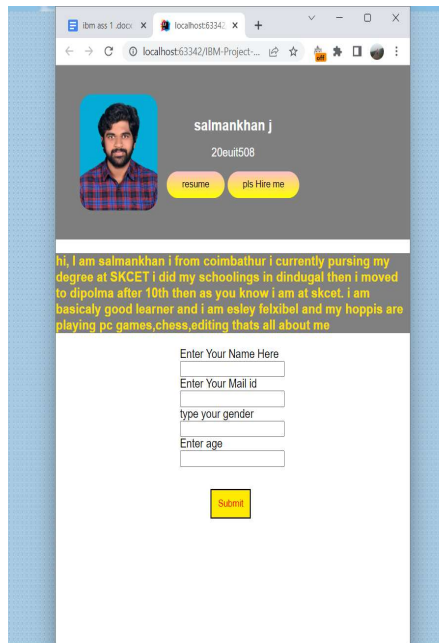 ibm ass 1 .docx
localhost:6334
localhost:63342/IBM-Project-...
off
salmankhan j
20euit508
resume
pls Hire me
hi, I am salmankhan i from coimbathur i currently pursing my
degree at SKCET i did my schoolings in dindugal then i moved
to dipolma after 10th then as you know i am at skcet. i am
basicaly good learner and i am esley felxibel and my hoppis are
playing pc games,chess,editing thats all about me
Enter Your Name Here
Enter Your Mail id
type your gender
Enter age
Submit